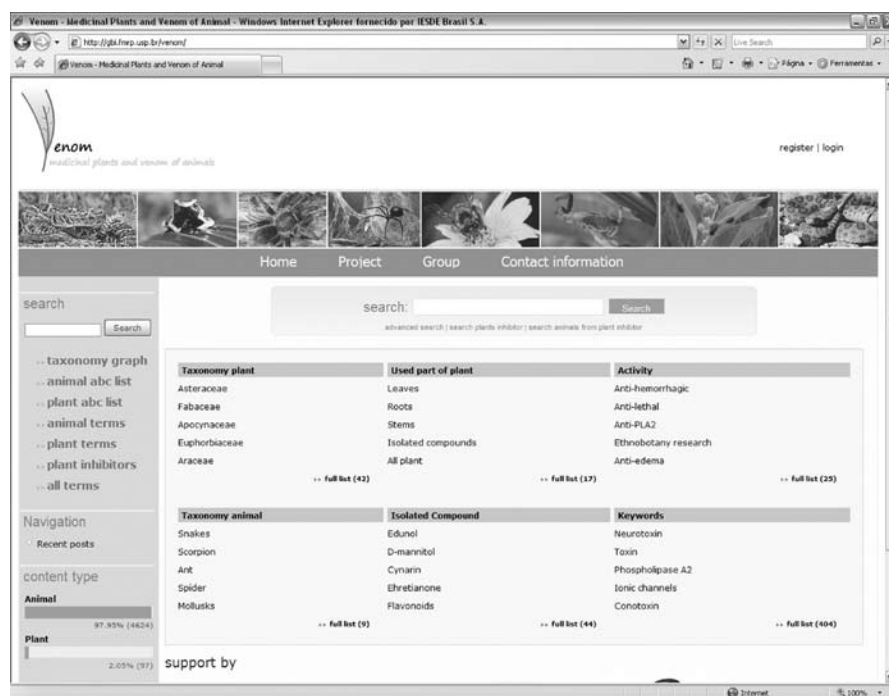 Venom - Medicinal Plants and Venom of Animal - Windows Internet Explorer fornecido por IESDE Brasil S.A.
http://gbi.fmrp.usp.br/venom/
Live Search
Venom - Medicinal Plants and Venom of Animal
Página
Ferramentas
enom
medicinal plants and venom of animals
register | login
Home Project Group Contact information
search
Search
search: Search
advanced search | search plants inhibitor | search animals from plant inhibitor
taxonomy graph
animal abc list
plant abc list
animal terms
plant terms
plant inhibitors
all terms
Navigation
Recent posts
content type
Animal
97.95% (4624)
Plant
2.05% (97)
Taxonomy plant Used part of plant Activity
Asteraceae Leaves Anti-hemorrhagic
Fabaceae Roots Anti-lethal
Apocynaceae Stems Anti-PLA2
Euphorbiaceae Isolated compounds Ethnobotany research
Araceae All plant Anti-edema
›› full list (42) ›› full list (17) ›› full list (25)
Taxonomy animal Isolated Compound Keywords
Snakes Edunol Neurotoxin
Scorpion D-mannitol Toxin
Ant Cynarin Phospholipase A2
Spider Ehretianone Ionic channels
Mollusks Flavonoids Conotoxin
›› full list (9) ›› full list (44) ›› full list (404)
support by
Internet 100%